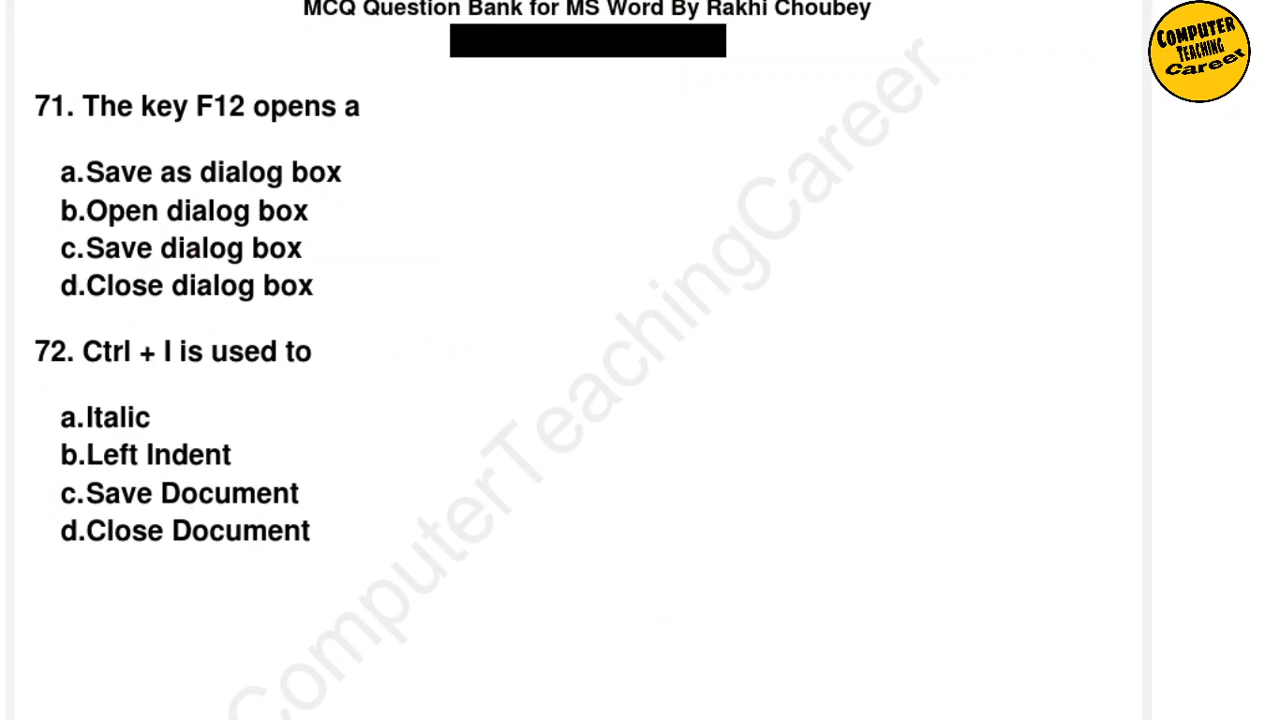 MCQ Question Bank for MS Word By Rakhi Choubey
COMPUTER
TEACHING
Career
71. The key F12 opens a
a.Save as dialog box
b.Open dialog box
c.Save dialog box
d.Close dialog box
72. Ctrl + I is used to
a.Italic
b.Left Indent
c.Save Document
d.Close Document
ComputerTeachingCareer